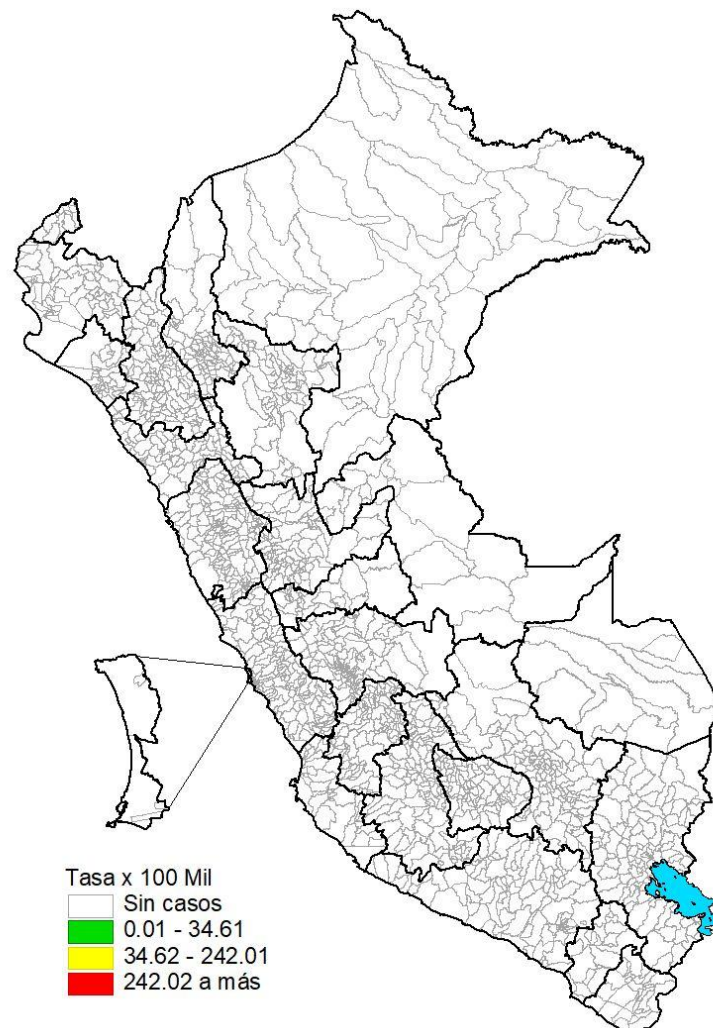 Tasa x 100 Mil
Sin casos
0.01 - 34.61
34.62 - 242.01
242.02 a más